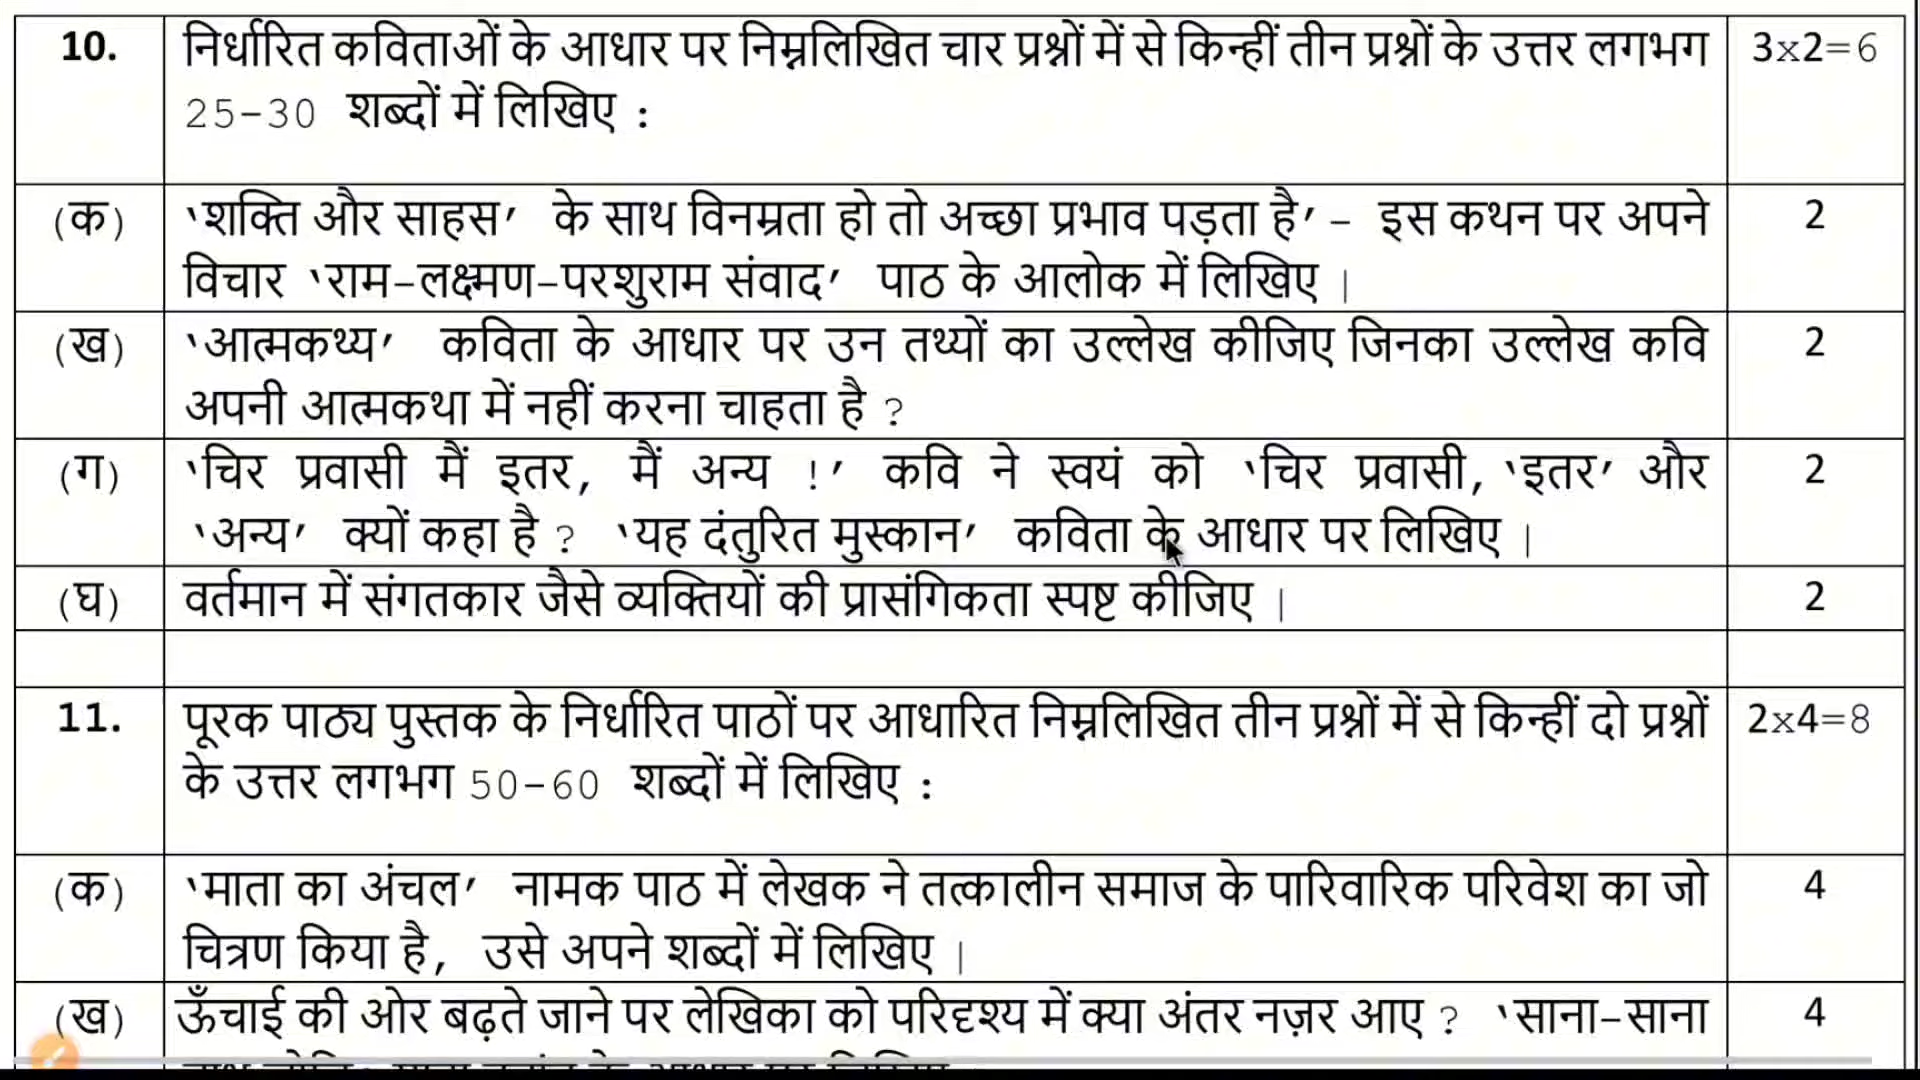 10. निर्धारित कविताओं के आधार पर निम्नलिखित चार प्रश्नों में से किन्हीं तीन प्रश्नों के उत्तर लगभग 3x2=6
25-30 शब्दों में लिखिए :
(क) ‘शक्ति और साहस’ के साथ विनम्रता हो तो अच्छा प्रभाव पड़ता है’- इस कथन पर अपने 2
विचार ‘राम-लक्ष्मण-परशुराम संवाद’ पाठ के आलोक में लिखिए |
(ख) ‘आत्मकथ्य’ कविता के आधार पर उन तथ्यों का उल्लेख कीजिए जिनका उल्लेख कवि 2
अपनी आत्मकथा में नहीं करना चाहता है ?
(ग) ‘चिर प्रवासी मैं इतर, मैं अन्य !’ कवि ने स्वयं को ‘चिर प्रवासी, ‘इतर’ और 2
‘अन्य’ क्यों कहा है ? ‘यह दंतुरित मुस्कान’ कविता के आधार पर लिखिए |
(घ) वर्तमान में संगतकार जैसे व्यक्तियों की प्रासंगिकता स्पष्ट कीजिए | 2
11. पूरक पाठ्य पुस्तक के निर्धारित पाठों पर आधारित निम्नलिखित तीन प्रश्नों में से किन्हीं दो प्रश्नों 2x4=8
के उत्तर लगभग 50-60 शब्दों में लिखिए :
(क) ‘माता का अंचल’ नामक पाठ में लेखक ने तत्कालीन समाज के पारिवारिक परिवेश का जो 4
चित्रण किया है, उसे अपने शब्दों में लिखिए |
(ख) ऊँचाई की ओर बढ़ते जाने पर लेखिका को परिदृश्य में क्या अंतर नज़र आए ? ‘साना-साना 4